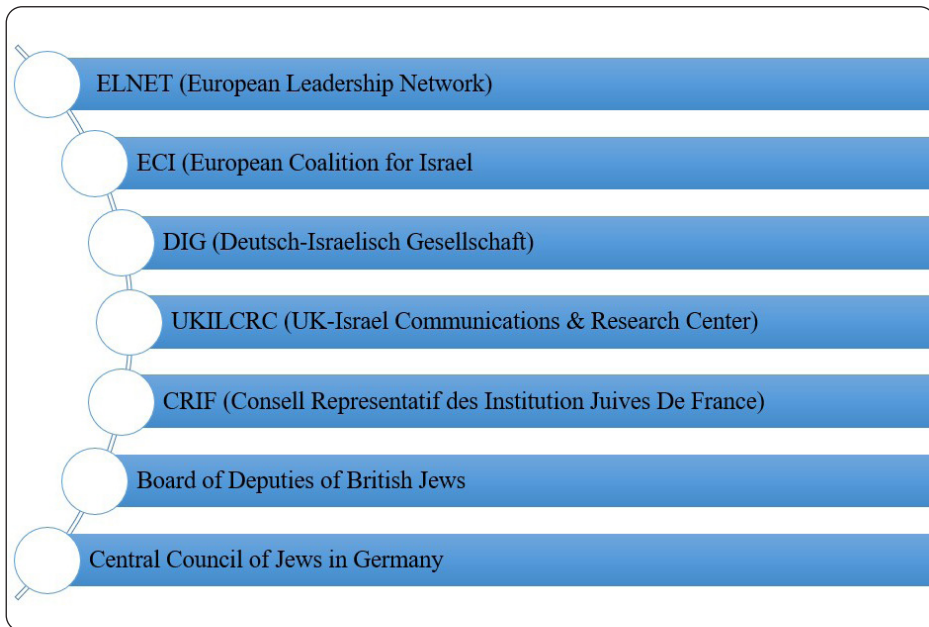 ELNET (European Leadership Network)
ECI (European Coalition for Israel
DIG (Deutsch-Israelisch Gesellschaft)
UKILCRC (UK-Israel Communications & Research Center)
CRIF (Consell Representatif des Institution Juives De France)
Board of Deputies of British Jews
Central Council of Jews in Germany